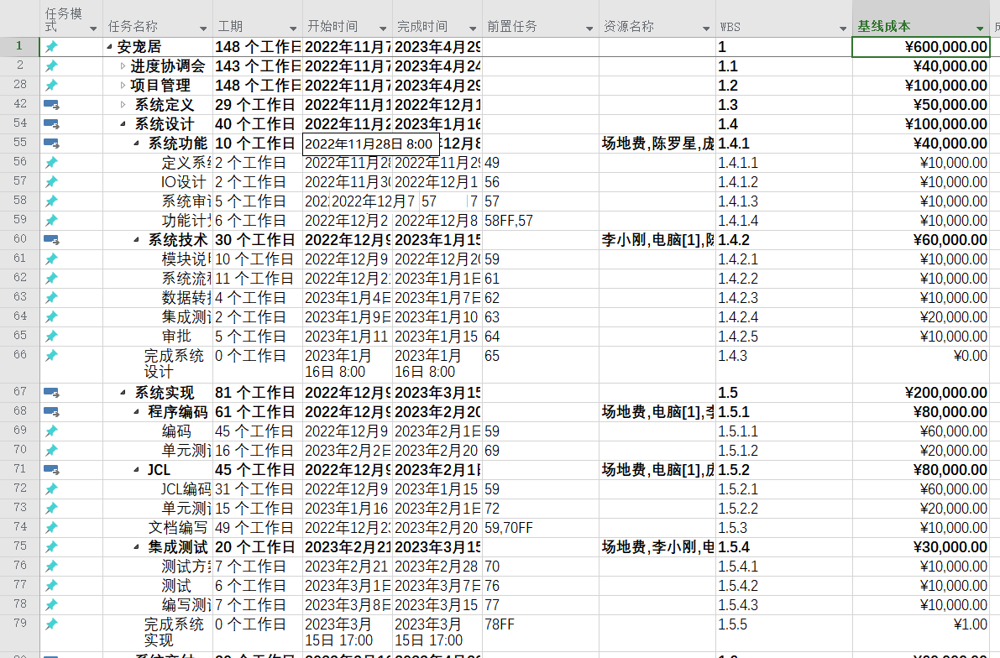 任务模式 任务名称 工期 开始时间 完成时间 前置任务 资源名称 WBS 基线成本
1 安宠居 148 个工作日 2022年11月7 2023年4月29 1 ¥600,000.00
2 进度协调会 143 个工作日 2022年11月7 2023年4月24 1.1 ¥40,000.00
28 项目管理 148 个工作日 2022年11月7 2023年4月29 1.2 ¥100,000.00
42 系统定义 29 个工作日 2022年11月1 2022年12月1 1.3 ¥50,000.00
54 系统设计 40 个工作日 2022年11月2 2023年1月16 1.4 ¥100,000.00
55 系统功能 10 个工作日 2022年11月28日 8:00 12月8 场地费,陈罗星,庞 1.4.1 ¥40,000.00
56 定义系统 2 个工作日 2022年11月28 2022年11月29 49 1.4.1.1 ¥10,000.00
57 IO设计 2 个工作日 2022年11月30 2022年12月1 56 1.4.1.2 ¥10,000.00
58 系统审 5 个工作日 202 2022年12月7 57 7 57 1.4.1.3 ¥10,000.00
59 功能计 6 个工作日 2022年12月2 2022年12月8 58FF,57 1.4.1.4 ¥10,000.00
60 系统技术 30 个工作日 2022年12月9 2023年1月15 李小刚,电脑[1],陈 1.4.2 ¥60,000.00
61 模块说 10 个工作日 2022年12月9 2022年12月20 59 1.4.2.1 ¥10,000.00
62 系统流 11 个工作日 2022年12月2 2023年1月1日 61 1.4.2.2 ¥10,000.00
63 数据转 4 个工作日 2023年1月4日 2023年1月7日 62 1.4.2.3 ¥10,000.00
64 集成测 2 个工作日 2023年1月9日 2023年1月10 63 1.4.2.4 ¥20,000.00
65 审批 5 个工作日 2023年1月11 2023年1月15 64 1.4.2.5 ¥10,000.00
66 完成系统 0 个工作日 2023年1月 2023年1月 65 1.4.3 ¥0.00
设计 16日 8:00 16日 8:00
67 系统实现 81 个工作日 2022年12月9 2023年3月15 1.5 ¥200,000.00
68 程序编码 61 个工作日 2022年12月9 2023年2月20 场地费,电脑[1],李 1.5.1 ¥80,000.00
69 编码 45 个工作日 2022年12月9 2023年2月1日 59 1.5.1.1 ¥60,000.00
70 单元测 16 个工作日 2023年2月2日 2023年2月20 69 1.5.1.2 ¥20,000.00
71 JCL 45 个工作日 2022年12月9 2023年2月1日 场地费,电脑[1],庞 1.5.2 ¥80,000.00
72 JCL编码 31 个工作日 2022年12月9 2023年1月15 59 1.5.2.1 ¥60,000.00
73 单元测 15 个工作日 2023年1月16 2023年2月1日 72 1.5.2.2 ¥20,000.00
74 文档编写 49 个工作日 2022年12月23 2023年2月20 59,70FF 1.5.3 ¥10,000.00
75 集成测试 20 个工作日 2023年2月21 2023年3月15 场地费,李小刚,电 1.5.4 ¥30,000.00
76 测试方 7 个工作日 2023年2月21 2023年2月28 70 1.5.4.1 ¥10,000.00
77 测试 6 个工作日 2023年3月1日 2023年3月7日 76 1.5.4.2 ¥10,000.00
78 编写测 7 个工作日 2023年3月8日 2023年3月15 77 1.5.4.3 ¥10,000.00
79 完成系统 0 个工作日 2023年3月 2023年3月 78FF 1.5.5 ¥1.00
实现 15日 17:00 15日 17:00